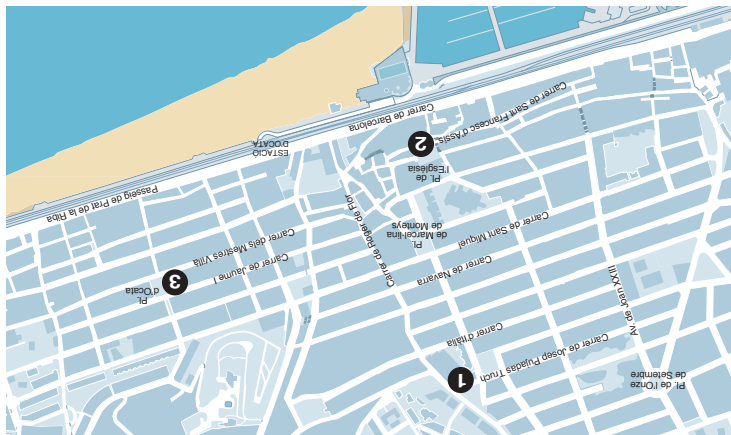 Pl. de l'Onze
de Setembre
1
Carrer de Josep Pujadas Truch
Carrer d'Itàlia
Av. de Joan XXIII
Pl.
d'Ocata
3
Carrer de Navarra
Carrer de Jaume I
Carrer de Sant Miquel
Pl.
de Marcel·lina
de Monteys
Carrer dels Mestres Villà
Carrer de Roger de Flor
Passeig de Prat de la Riba
Pl. de
l'Església
2
ESTACIÓ
D'OCATA
Carrer de Sant Francesc d'Assís
Carrer de Barcelona